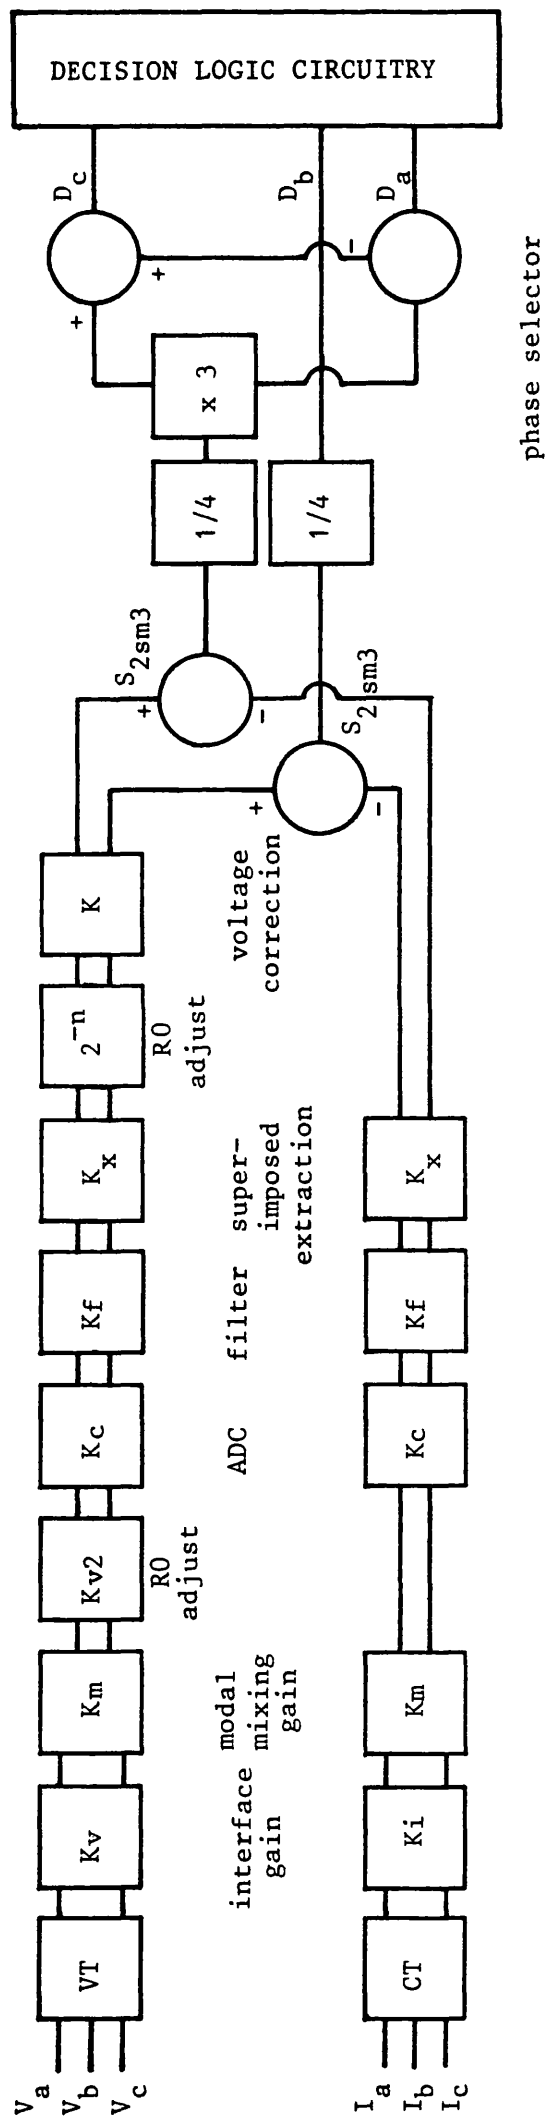 V_a
V_b
V_c
VT
Kv
Km
Kv2
Kc
Kf
K_x
2^-n
K
RO
adjust
RO
adjust
interface
gain
modal
mixing
gain
ADC
filter
super-
imposed
extraction
voltage
correction
I_a
I_b
I_c
CT
Ki
Km
Kc
Kf
K_x
+
-
S_2sm3
+
-
S_2sm3
1/4
1/4
x 3
+
+
-
D_c
D_b
D_a
DECISION LOGIC CIRCUITRY
phase selector